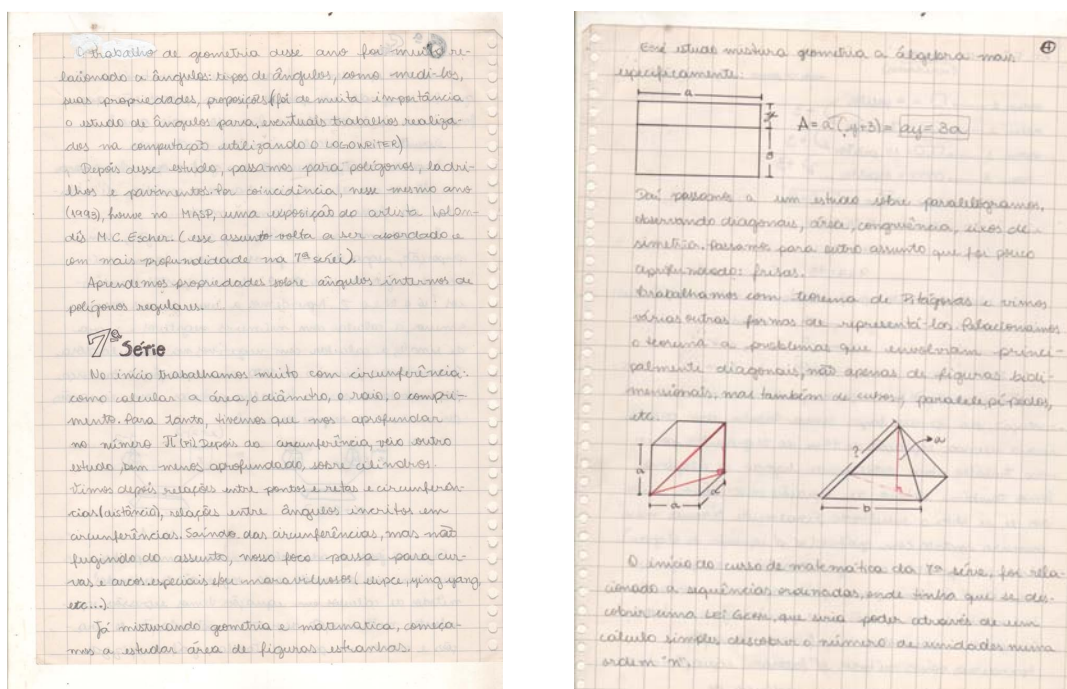 O trabalho de geometria desse ano foi muito re-
lacionado a ângulos: tipos de ângulos, como medi-los,
suas propriedades, proposições (foi de muita importância
o estudo de ângulos para, eventuais trabalhos realiza-
dos na computação utilizando o LOGOWRITER)
Depois desse estudo, passamos para polígonos, ladri-
lhos e pavimentos. Por coincidência, nesse mesmo ano
(1993), houve no MASP, uma exposição do artista holan-
dês M.C. Escher. (esse assunto volta a ser abordado e
com mais profundidade na 7ª série).
Aprendemos propriedades sobre ângulos internos de
polígonos regulares.
7ª Série
No início trabalhamos muito com circunferência:
como calcular a área, o diâmetro, o raio, o compri-
mento. Para tanto, tivemos que nos aprofundar
no número π (pi). Depois da circunferência, veio outro
estudo, bem menos aprofundado, sobre cilindros.
Vimos depois relações entre pontos e retas e circunferên-
cias (distância), relações entre ângulos incritos em
circunferências. Saindo das circunferências, mas não
fugindo do assunto, nosso foco passa para cur-
vas e arcos especiais e/ou maravilhosos (elipce, ying yang,
etc...)
Já misturando geometria e matematica, começa-
mos a estudar área de figuras estranhas.
4
Esse estudo mistura geometria a álgebra mais
especificamente:
a
y
3
A= a(y+3)= ay= 3a
Daí passamos a um estudo sobre paralelogramos,
observando diagonais, área, congruência, eixos de
simetria. Passamos para outro assunto que foi pouco
aprofundado: frisas.
trabalhamos com teorema de Pitágoras e vimos
várias outras formas de representá-los. Relacionamos
o teorema a problemas que envolviam princi-
palmente diagonais, não apenas de figuras bidi-
mensionais, mas também de cubos, paralelepípedos,
etc.
a
a
a
?
a
b
O início do curso de matemática da 7ª série, foi rela-
cionado a sequências ordenadas, onde tinha que se des-
cobrir uma LEI GERAL, que seria poder através de um
cálculo simples descobrir o número de unidades numa
ordem "n".